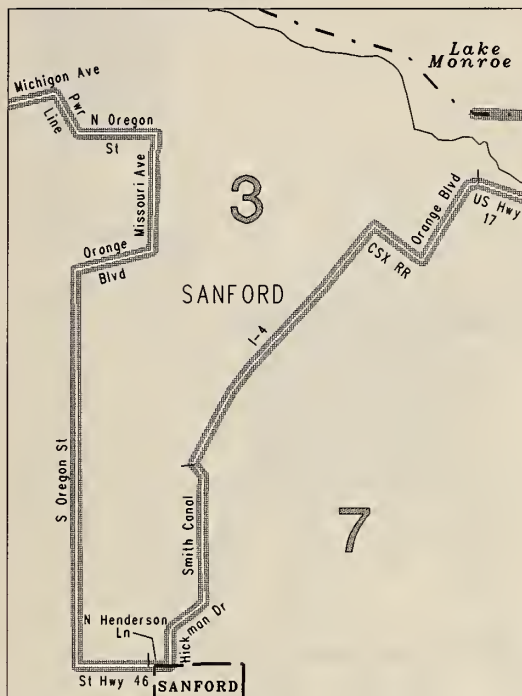 Lake
Monroe
Michigan Ave
Pwr
Line
N Oregon
St
Missouri Ave
3
Orange Blvd
US Hwy
17
Orange
Blvd
CSX RR
SANFORD
I-4
S Oregon St
Smith Canal
7
N Henderson
Ln
Hickman Dr
St Hwy 46
SANFORD